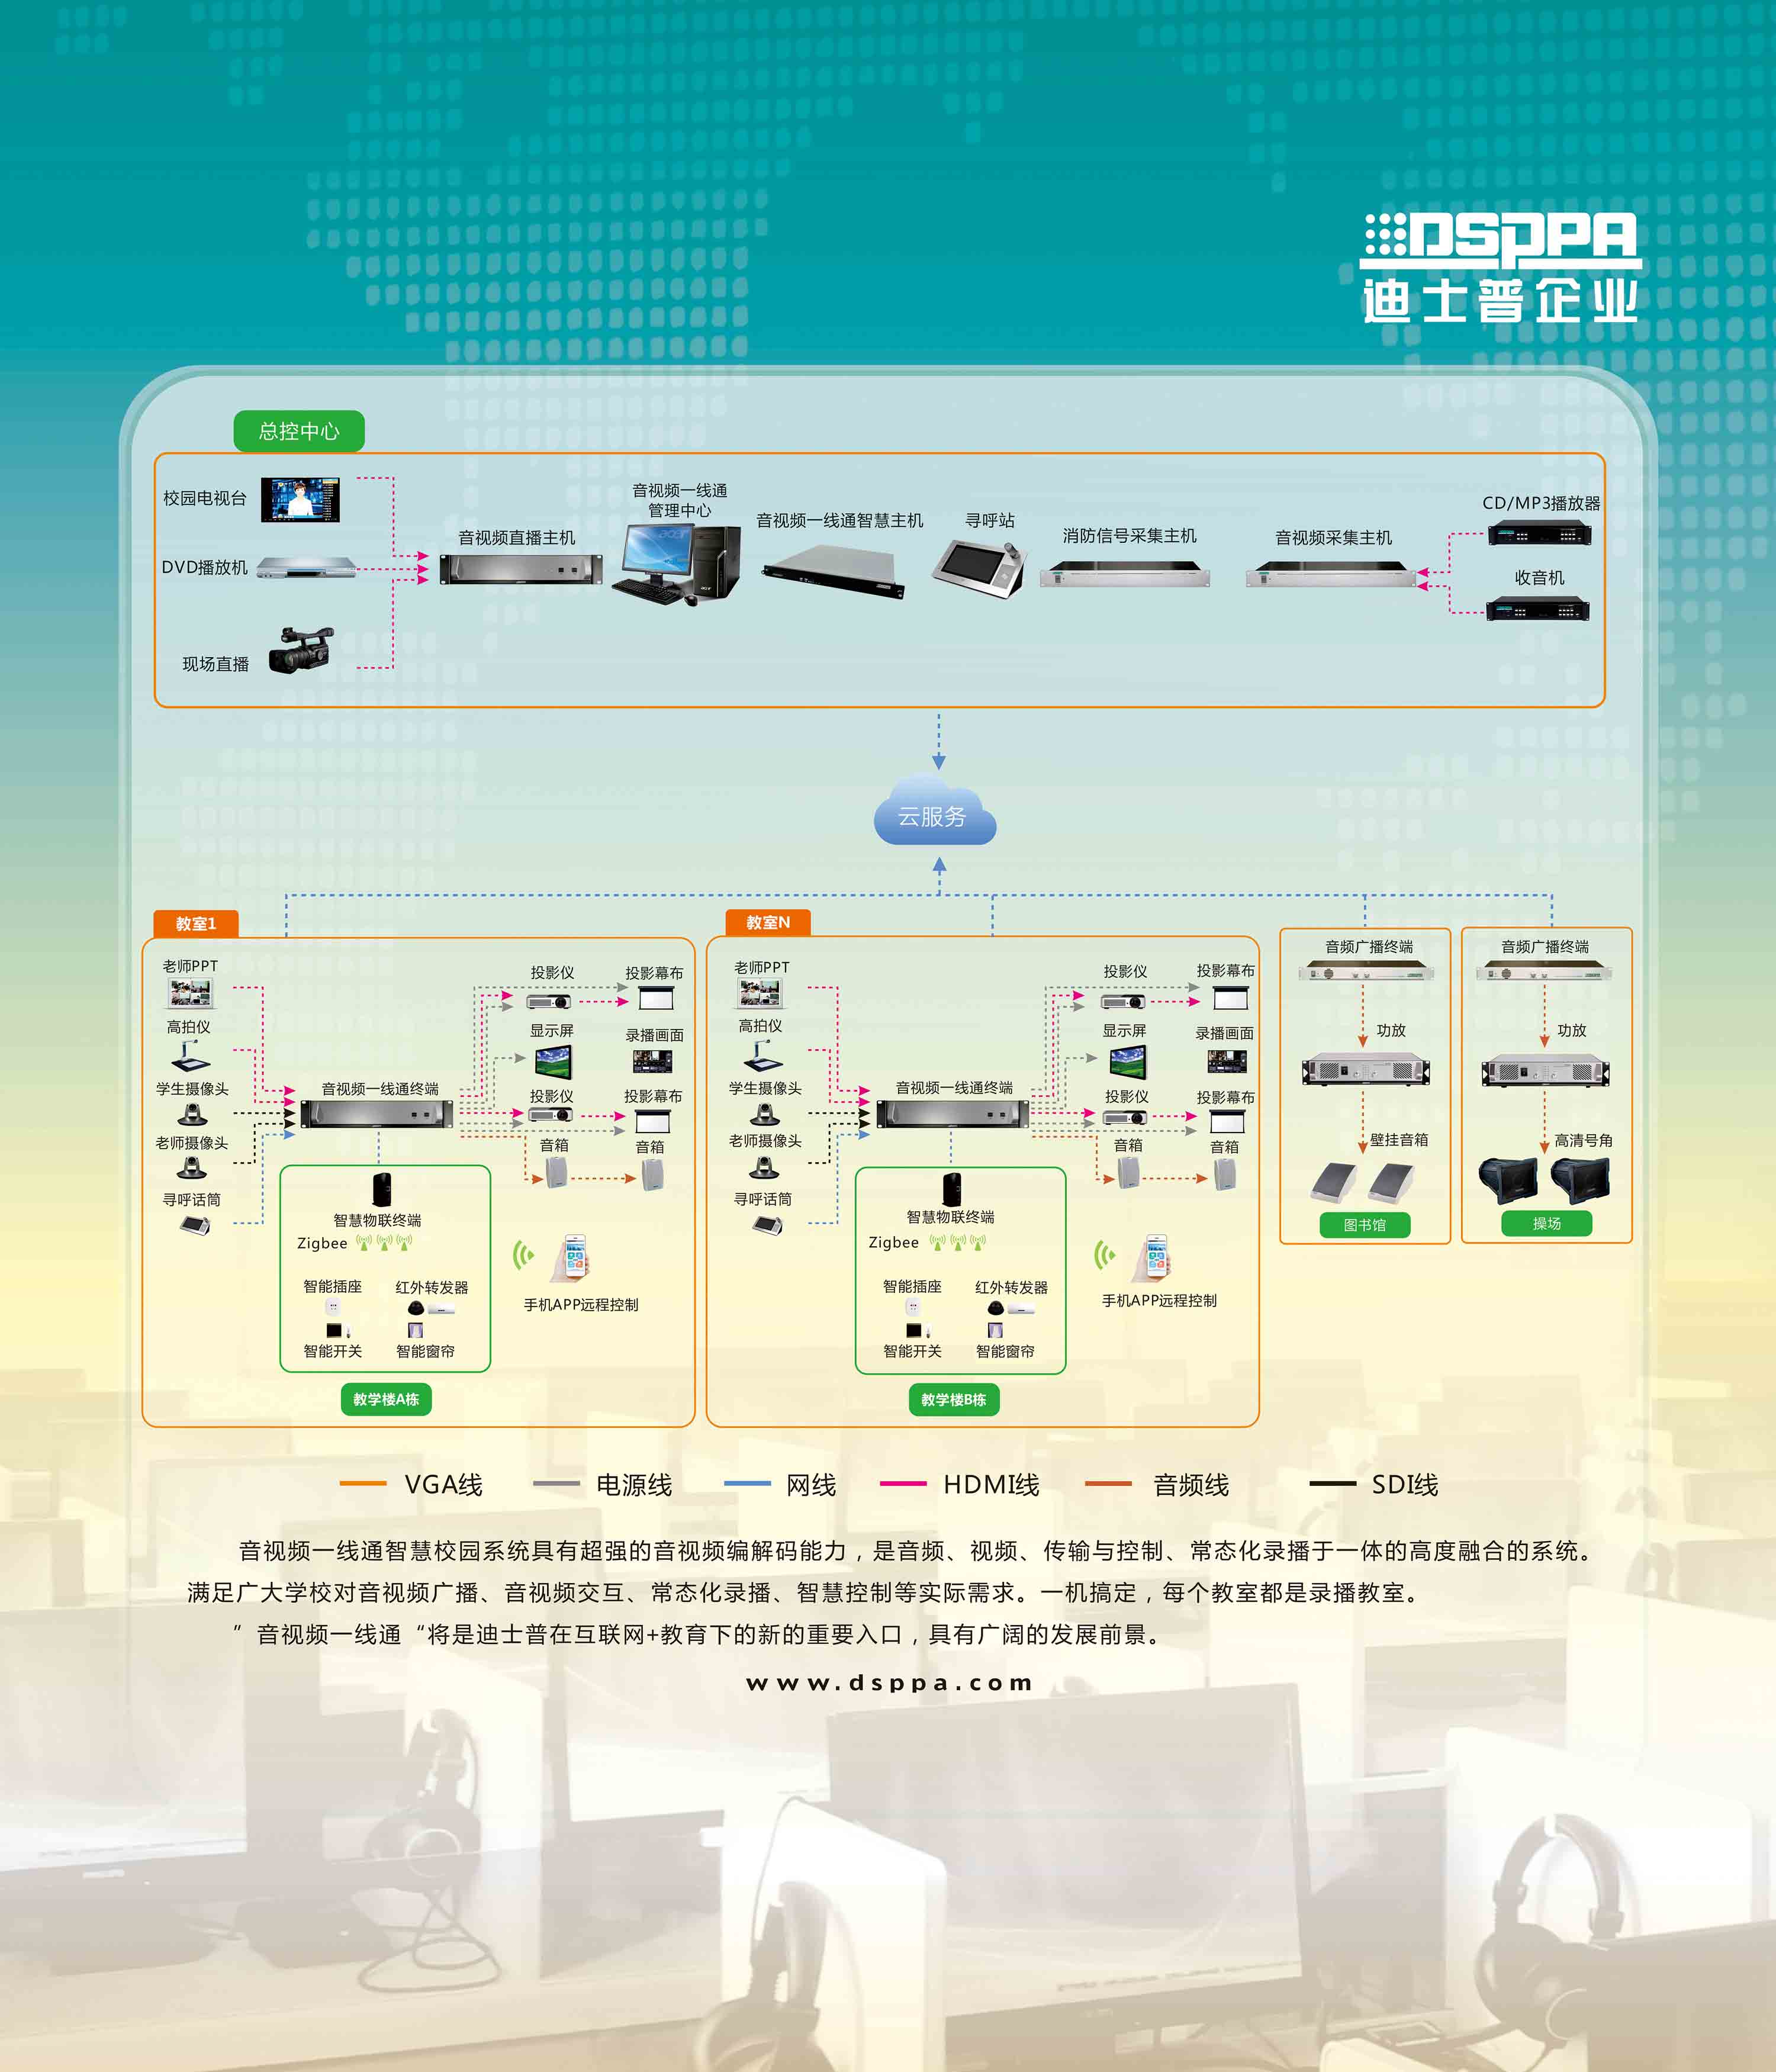 DSPPA
迪士普企业
总控中心
校园电视台
DVD播放机
现场直播
音视频直播主机
音视频一线通
管理中心
音视频一线通智慧主机
寻呼站
消防信号采集主机
音视频采集主机
CD/MP3播放器
收音机
云服务
教室1
老师PPT
高拍仪
学生摄像头
老师摄像头
寻呼话筒
音视频一线通终端
投影仪
投影幕布
显示屏
录播画面
投影仪
投影幕布
音箱
音箱
智慧物联终端
Zigbee
智能插座
红外转发器
智能开关
智能窗帘
手机APP远程控制
教学楼A栋
教室N
老师PPT
高拍仪
学生摄像头
老师摄像头
寻呼话筒
音视频一线通终端
投影仪
投影幕布
显示屏
录播画面
投影仪
投影幕布
音箱
音箱
智慧物联终端
Zigbee
智能插座
红外转发器
智能开关
智能窗帘
手机APP远程控制
教学楼B栋
音频广播终端
功放
壁挂音箱
图书馆
音频广播终端
功放
高清号角
操场
VGA线
电源线
网线
HDMI线
音频线
SDI线
音视频一线通智慧校园系统具有超强的音视频编解码能力，是音频、视频、传输与控制、常态化录播于一体的高度融合的系统。
满足广大学校对音视频广播、音视频交互、常态化录播、智慧控制等实际需求。一机搞定，每个教室都是录播教室。
”音视频一线通“将是迪士普在互联网+教育下的新的重要入口，具有广阔的发展前景。
www.dsppa.com